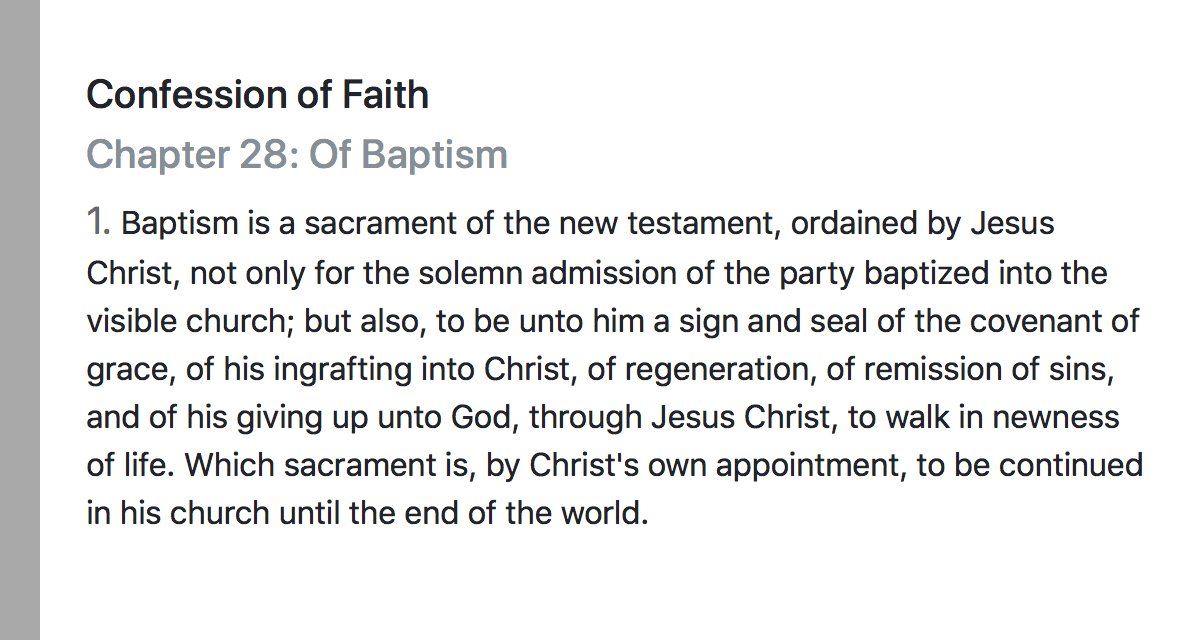 Confession of Faith
Chapter 28: Of Baptism
1. Baptism is a sacrament of the new testament, ordained by Jesus
Christ, not only for the solemn admission of the party baptized into the
visible church; but also, to be unto him a sign and seal of the covenant of
grace, of his ingrafting into Christ, of regeneration, of remission of sins,
and of his giving up unto God, through Jesus Christ, to walk in newness
of life. Which sacrament is, by Christ's own appointment, to be continued
in his church until the end of the world.